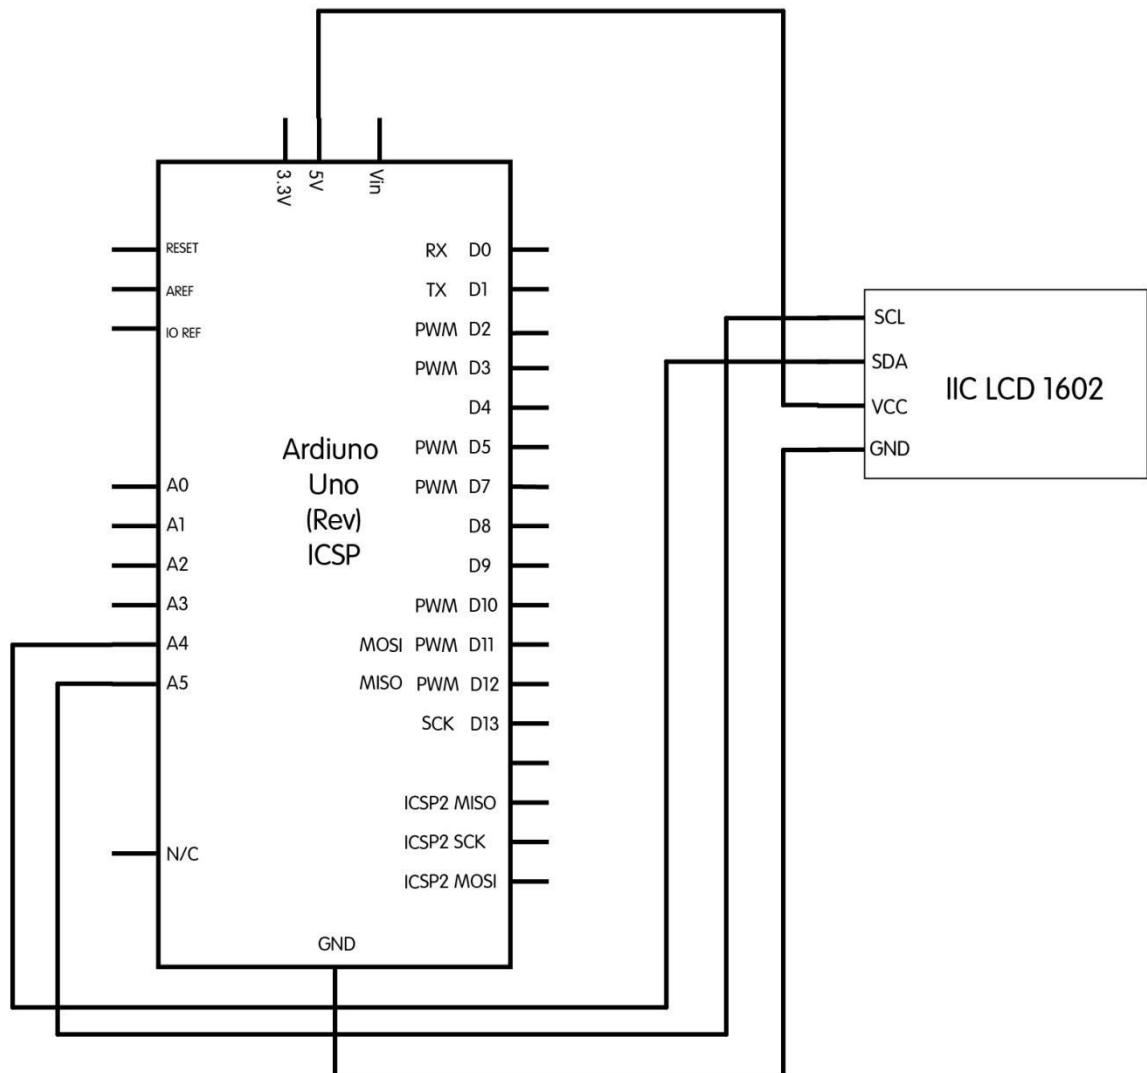 3.3V
5V
Vin
RESET
AREF
IO REF
A0
A1
A2
A3
A4
A5
N/C
Ardiuno
Uno
(Rev)
ICSP
RX D0
TX D1
PWM D2
PWM D3
D4
PWM D5
PWM D7
D8
D9
PWM D10
MOSI PWM D11
MISO PWM D12
SCK D13
ICSP2 MISO
ICSP2 SCK
ICSP2 MOSI
GND
SCL
SDA
VCC
GND
IIC LCD 1602